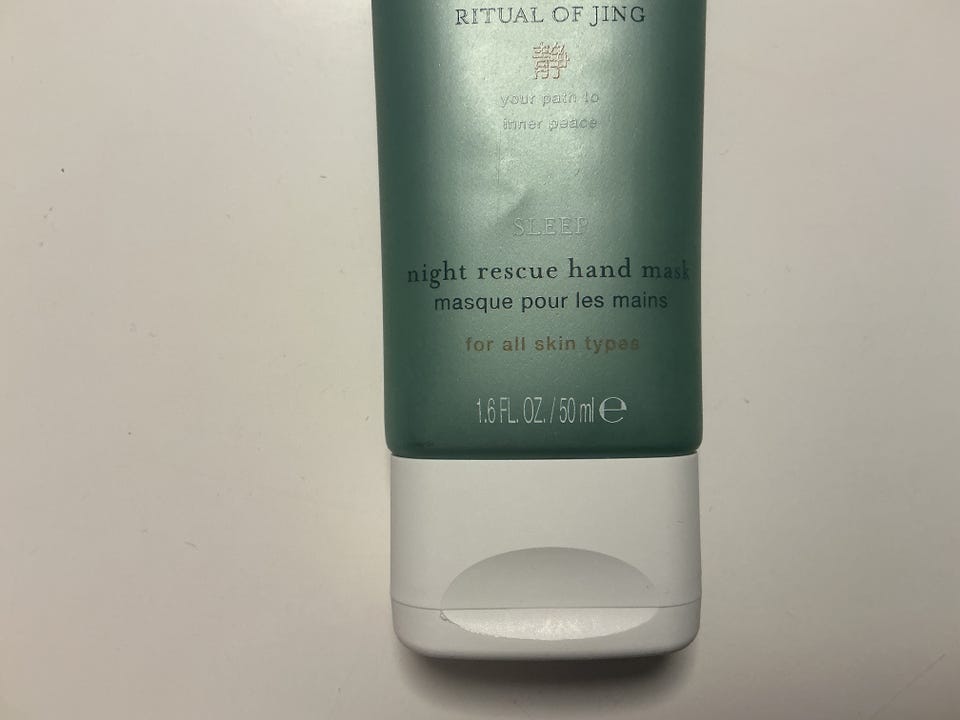 RITUAL OF JING
静
your path to
inner peace
SLEEP
night rescue hand mask
masque pour les mains
for all skin types
1.6 FL. OZ. / 50 ml ℮